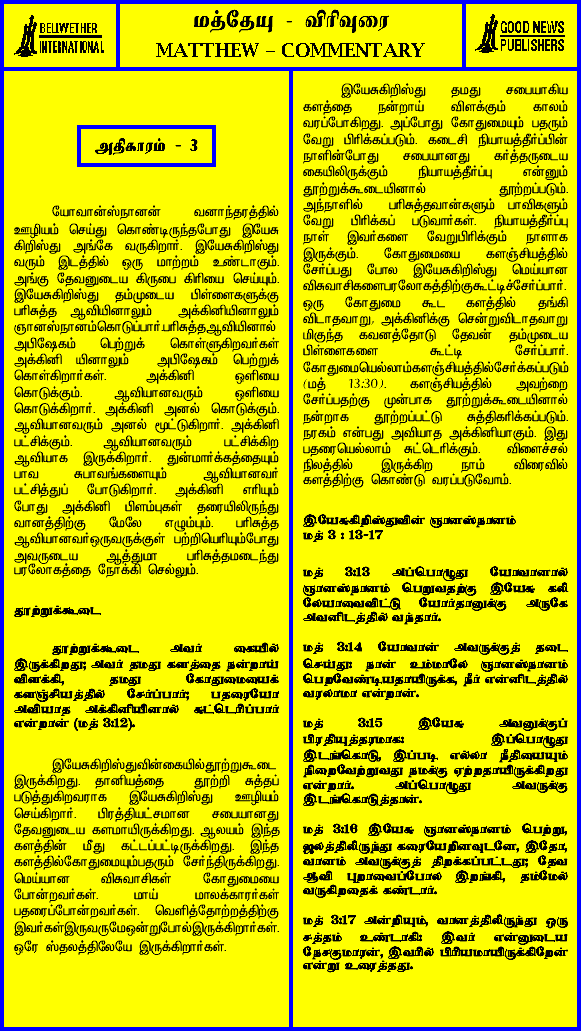 BELWETHER
INTERNATIONAL
மத்தேயு - விரிவுரை
MATTHEW – COMMENTARY
GOOD NEWS
PUBLISHERS
அதிகாரம் - 3
யோவான்ஸ்நானன் வனாந்தரத்தில்
ஊழியம் செய்து கொண்டிருந்தபோது இயேசு
கிறிஸ்து அங்கே வருகிறார். இயேசுகிறிஸ்து
வரும் இடத்தில் ஒரு மாற்றம் உண்டாகும்.
அங்கு தேவனுடைய கிருபை கிரியை செய்யும்.
இயேசுகிறிஸ்து தம்முடைய பிள்ளைகளுக்கு
பரிசுத்த ஆவியினாலும் அக்கினியினாலும்
ஞானஸ்நானம்கொடுப்பார்.பரிசுத்தஆவியினால்
அபிஷேகம் பெற்றுக் கொள்ளுகிறவர்கள்
அக்கினி யினாலும் அபிஷேகம் பெற்றுக்
கொள்கிறார்கள். அக்கினி ஒளியை
கொடுக்கும். ஆவியானவரும் ஒளியை
கொடுக்கிறார். அக்கினி அனல் கொடுக்கும்.
ஆவியானவரும் அனல் மூட்டுகிறார். அக்கினி
பட்சிக்கும். ஆவியானவரும் பட்சிக்கிற
ஆவியாக இருக்கிறார். துன்மார்க்கத்தையும்
பாவ சுபாவங்களையும் ஆவியானவர்
பட்சித்துப் போடுகிறார். அக்கினி எரியும்
போது அக்கினி பிளம்புகள் தரையிலிருந்து
வானத்திற்கு மேலே எழும்பும். பரிசுத்த
ஆவியானவர்ஒருவருக்குள் பற்றியெரியும்போது
அவருடைய ஆத்துமா பரிசுத்தமடைந்து
பரலோகத்தை நோக்கி செல்லும்.
தூற்றுக்கூடை
தூற்றுக்கூடை அவர் கையில்
இருக்கிறது; அவர் தமது களத்தை நன்றாய்
விளக்கி, தமது கோதுமையைக்
களஞ்சியத்தில் சேர்ப்பார்; பதரையோ
அவியாத அக்கினியினால் சுட்டெரிப்பார்
என்றான் (மத் 3:12).
இயேசுகிறிஸ்துவின்கையில்தூற்றுகூடை
இருக்கிறது. தானியத்தை தூற்றி சுத்தப்
படுத்துகிறவராக இயேசுகிறிஸ்து ஊழியம்
செய்கிறார். பிரத்தியட்சமான சபையானது
தேவனுடைய களமாயிருக்கிறது. ஆலயம் இந்த
களத்தின் மீது கட்டப்பட்டிருக்கிறது. இந்த
களத்தில்கோதுமையும்பதரும் சேர்ந்திருக்கிறது.
மெய்யான விசுவாசிகள் கோதுமையை
போன்றவர்கள். மாய் மாலக்காரர்கள்
பதரைப்போன்றவர்கள். வெளித்தோற்றத்திற்கு
இவர்கள்இருவருமேஒன்றுபோல்இருக்கிறார்கள்.
ஒரே ஸ்தலத்திலேயே இருக்கிறார்கள்.
இயேசுகிறிஸ்து தமது சபையாகிய
களத்தை நன்றாய் விளக்கும் காலம்
வரப்போகிறது. அப்போது கோதுமையும் பதரும்
வேறு பிரிக்கப்படும். கடைசி நியாயத்தீர்ப்பின்
நாளின்போது சபையானது கர்த்தருடைய
கையிலிருக்கும் நியாயத்தீர்ப்பு என்னும்
தூற்றுக்கூடையினால் தூற்றப்படும்.
அந்நாளில் பரிசுத்தவான்களும் பாவிகளும்
வேறு பிரிக்கப் படுவார்கள். நியாயத்தீர்ப்பு
நாள் இவர்களை வேறுபிரிக்கும் நாளாக
இருக்கும். கோதுமையை களஞ்சியத்தில்
சேர்ப்பது போல இயேசுகிறிஸ்து மெய்யான
விசுவாசிகளைபரலோகத்திற்குகூட்டிச்சேர்ப்பார்.
ஒரு கோதுமை கூட களத்தில் தங்கி
விடாதவாறு, அக்கினிக்கு சென்றுவிடாதவாறு
மிகுந்த கவனத்தோடு தேவன் தம்முடைய
பிள்ளைகளை கூட்டி சேர்ப்பார்.
கோதுமையெல்லாம்களஞ்சியத்தில்சேர்க்கப்படும்
(மத் 13:30). களஞ்சியத்தில் அவற்றை
சேர்ப்பதற்கு முன்பாக தூற்றுக்கூடையினால்
நன்றாக தூற்றப்பட்டு சுத்திகரிக்கப்படும்.
நரகம் என்பது அவியாத அக்கினியாகும். இது
பதரையெல்லாம் சுட்டெரிக்கும். விளைச்சல்
நிலத்தில் இருக்கிற நாம் விரைவில்
களத்திற்கு கொண்டு வரப்படுவோம்.
இயேசுகிறிஸ்துவின் ஞானஸ்நானம்
மத் 3 : 13-17
மத் 3:13 அப்பொழுது யோவானால்
ஞானஸ்நானம் பெறுவதற்கு இயேசு கலி
லேயாவைவிட்டு யோர்தானுக்கு அருகே
அவனிடத்தில் வந்தார்.
மத் 3:14 யோவான் அவருக்குத் தடை
செய்து: நான் உம்மாலே ஞானஸ்நானம்
பெறவேண்டியதாயிருக்க, நீர் என்னிடத்தில்
வரலாமா என்றான்.
மத் 3:15 இயேசு அவனுக்குப்
பிரதியுத்தரமாக: இப்பொழுது
இடங்கொடு, இப்படி எல்லா நீதியையும்
நிறைவேற்றுவது நமக்கு ஏற்றதாயிருக்கிறது
என்றார். அப்பொழுது அவருக்கு
இடங்கொடுத்தான்.
மத் 3:16 இயேசு ஞானஸ்நானம் பெற்று,
ஜலத்திலிருந்து கரையேறினவுடனே, இதோ,
வானம் அவருக்குத் திறக்கப்பட்டது; தேவ
ஆவி புறாவைப்போல் இறங்கி, தம்மேல்
வருகிறதைக் கண்டார்.
மத் 3:17 அன்றியும், வானத்திலிருந்து ஒரு
சத்தம் உண்டாகி: இவர் என்னுடைய
நேசகுமாரன், இவரில் பிரியமாயிருக்கிறேன்
என்று உரைத்தது.